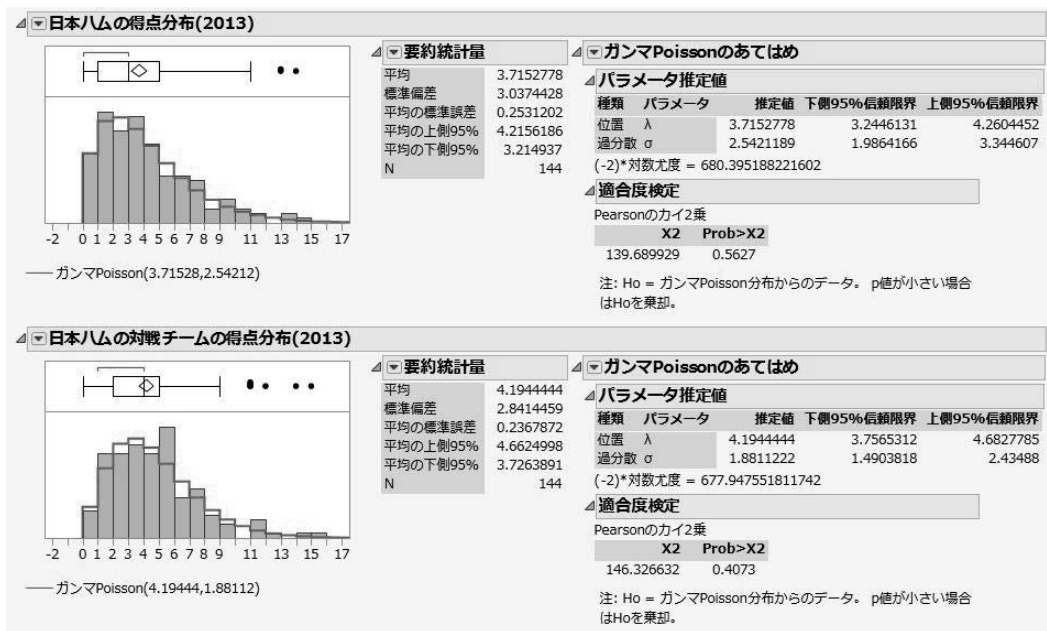 日本ハムの得点分布(2013)
-2 0 1 2 3 4 5 6 7 8 9 11 13 15 17
ガンマPoisson(3.71528,2.54212)
要約統計量
平均 3.7152778
標準偏差 3.0374428
平均の標準誤差 0.2531202
平均の上側95% 4.2156186
平均の下側95% 3.214937
N 144
ガンマPoissonのあてはめ
パラメータ推定値
種類 パラメータ 推定値 下側95%信頼限界 上側95%信頼限界
位置 λ 3.7152778 3.2446131 4.2604452
過分散 σ 2.5421189 1.9864166 3.344607
(-2)*対数尤度 = 680.395188221602
適合度検定
Pearsonのカイ2乗
X2 Prob>X2
139.689929 0.5627
注: Ho = ガンマPoisson分布からのデータ。 p値が小さい場合
はHoを棄却。
日本ハムの対戦チームの得点分布(2013)
-2 0 1 2 3 4 5 6 7 8 9 11 13 15 17
ガンマPoisson(4.19444,1.88112)
要約統計量
平均 4.1944444
標準偏差 2.8414459
平均の標準誤差 0.2367872
平均の上側95% 4.6624998
平均の下側95% 3.7263891
N 144
ガンマPoissonのあてはめ
パラメータ推定値
種類 パラメータ 推定値 下側95%信頼限界 上側95%信頼限界
位置 λ 4.1944444 3.7565312 4.6827785
過分散 σ 1.8811222 1.4903818 2.43488
(-2)*対数尤度 = 677.947551811742
適合度検定
Pearsonのカイ2乗
X2 Prob>X2
146.326632 0.4073
注: Ho = ガンマPoisson分布からのデータ。 p値が小さい場合
はHoを棄却。